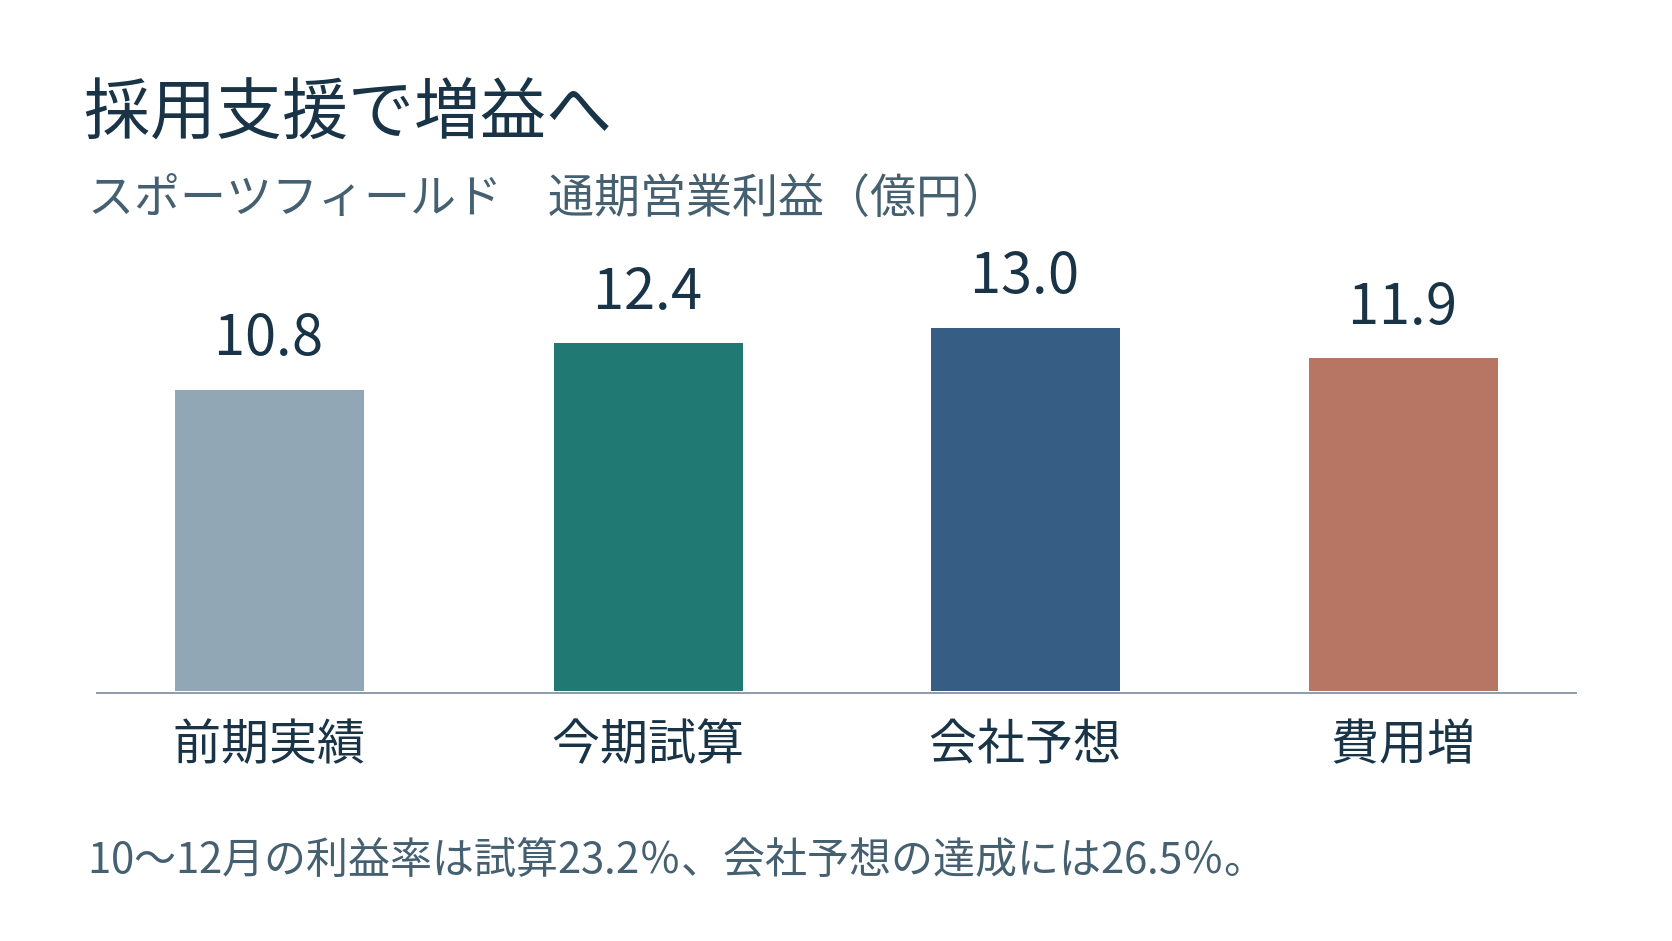 採用支援で増益へ
スポーツフィールド　通期営業利益（億円）
10.8
12.4
13.0
11.9
前期実績
今期試算
会社予想
費用増
10～12月の利益率は試算23.2%、会社予想の達成には26.5%。